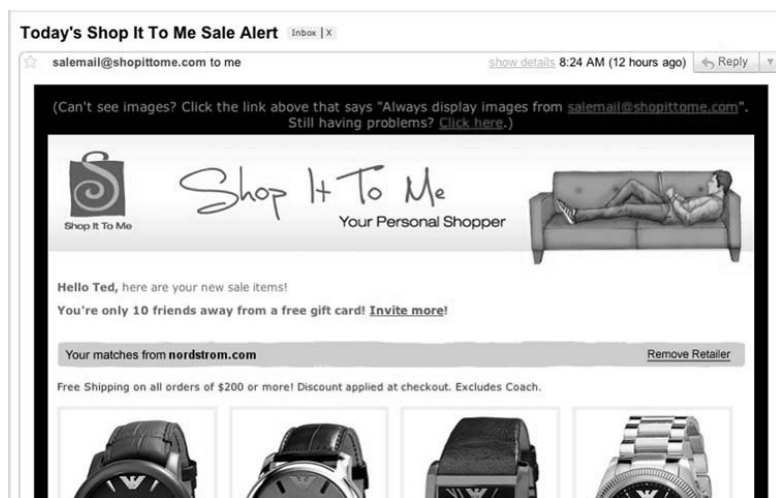 Today's Shop It To Me Sale Alert Inbox | X
salemail@shopittome.com to me show details 8:24 AM (12 hours ago) Reply
(Can't see images? Click the link above that says "Always display images from salemail@shopittome.com".
Still having problems? Click here.)
Shop It To Me
Shop It To Me
Your Personal Shopper
Hello Ted, here are your new sale items!
You're only 10 friends away from a free gift card! Invite more!
Your matches from nordstrom.com Remove Retailer
Free Shipping on all orders of $200 or more! Discount applied at checkout. Excludes Coach.